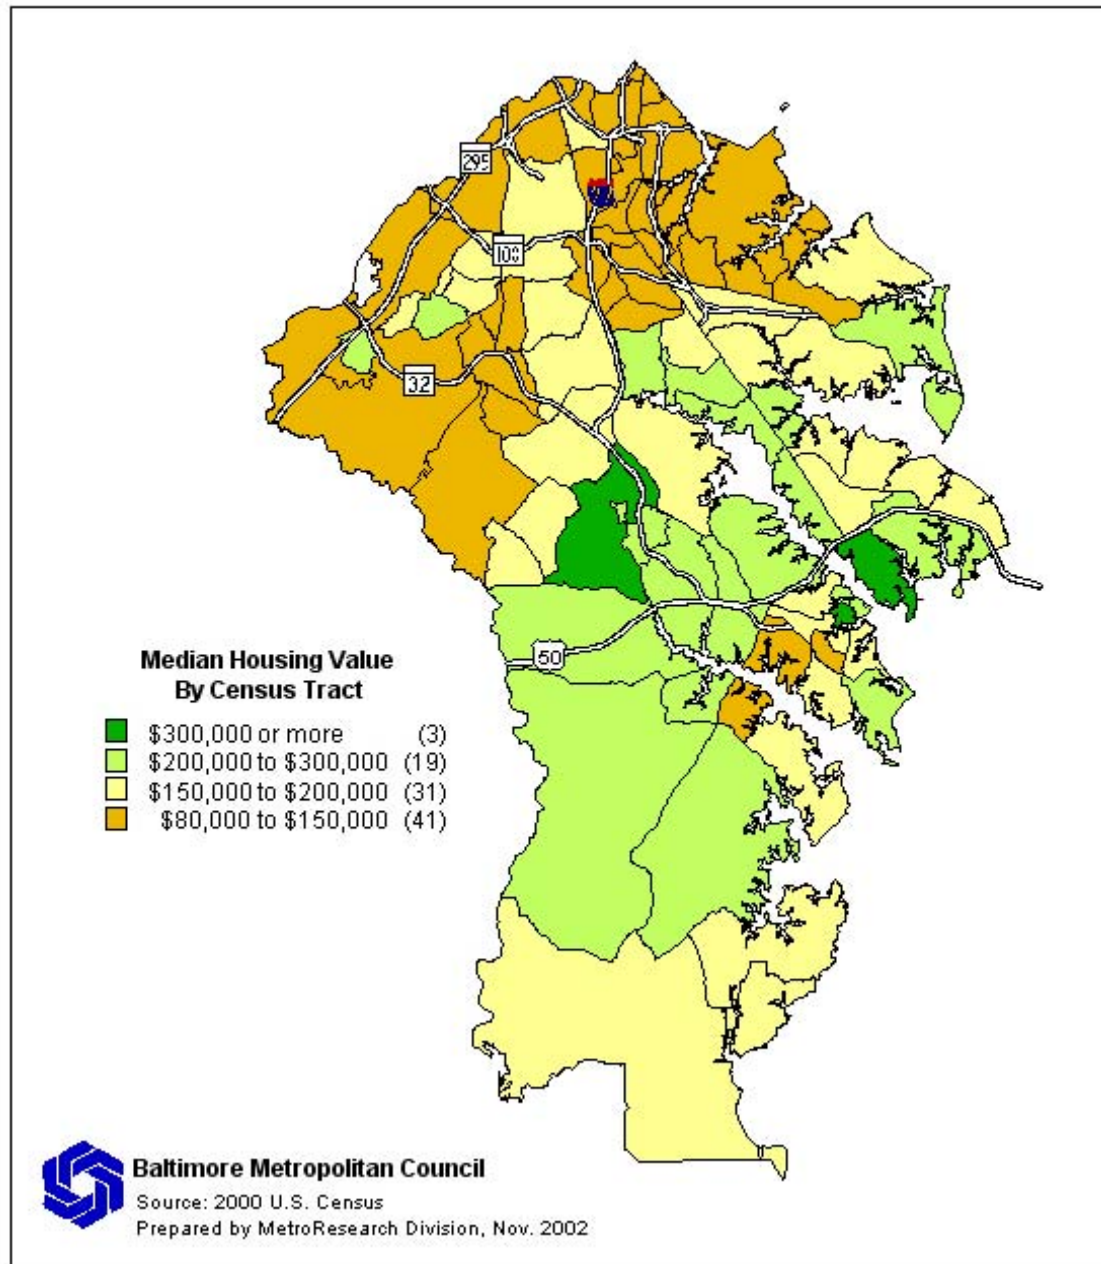 295
100
32
50
Median Housing Value
By Census Tract
$300,000 or more (3)
$200,000 to $300,000 (19)
$150,000 to $200,000 (31)
$80,000 to $150,000 (41)
Baltimore Metropolitan Council
Source: 2000 U.S. Census
Prepared by MetroResearch Division, Nov. 2002